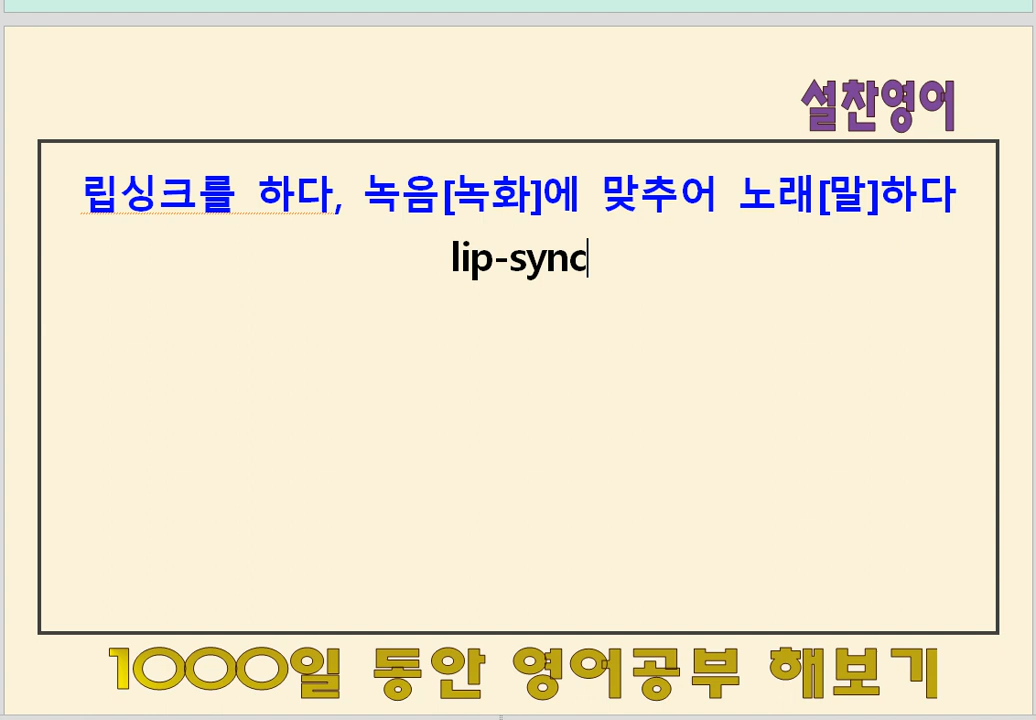 설찬영어
립싱크를 하다, 녹음[녹화]에 맞추어 노래[말]하다
lip-sync
1000일 동안 영어공부 해보기